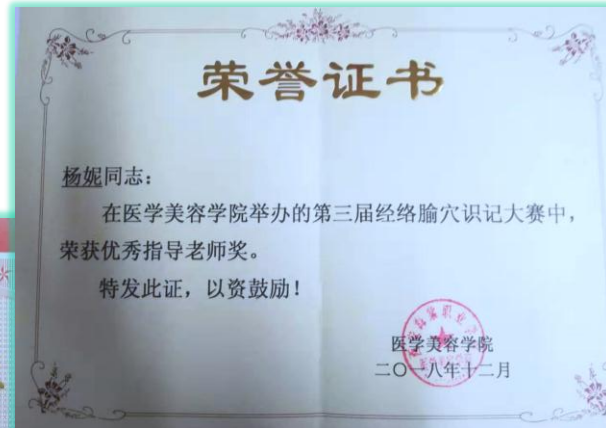 荣誉证书
杨妮同志:
在医学美容学院举办的第三届经络腧穴识记大赛中,
荣获优秀指导老师奖。
特发此证,以资鼓励!
医学美容学院
二〇一八年十二月